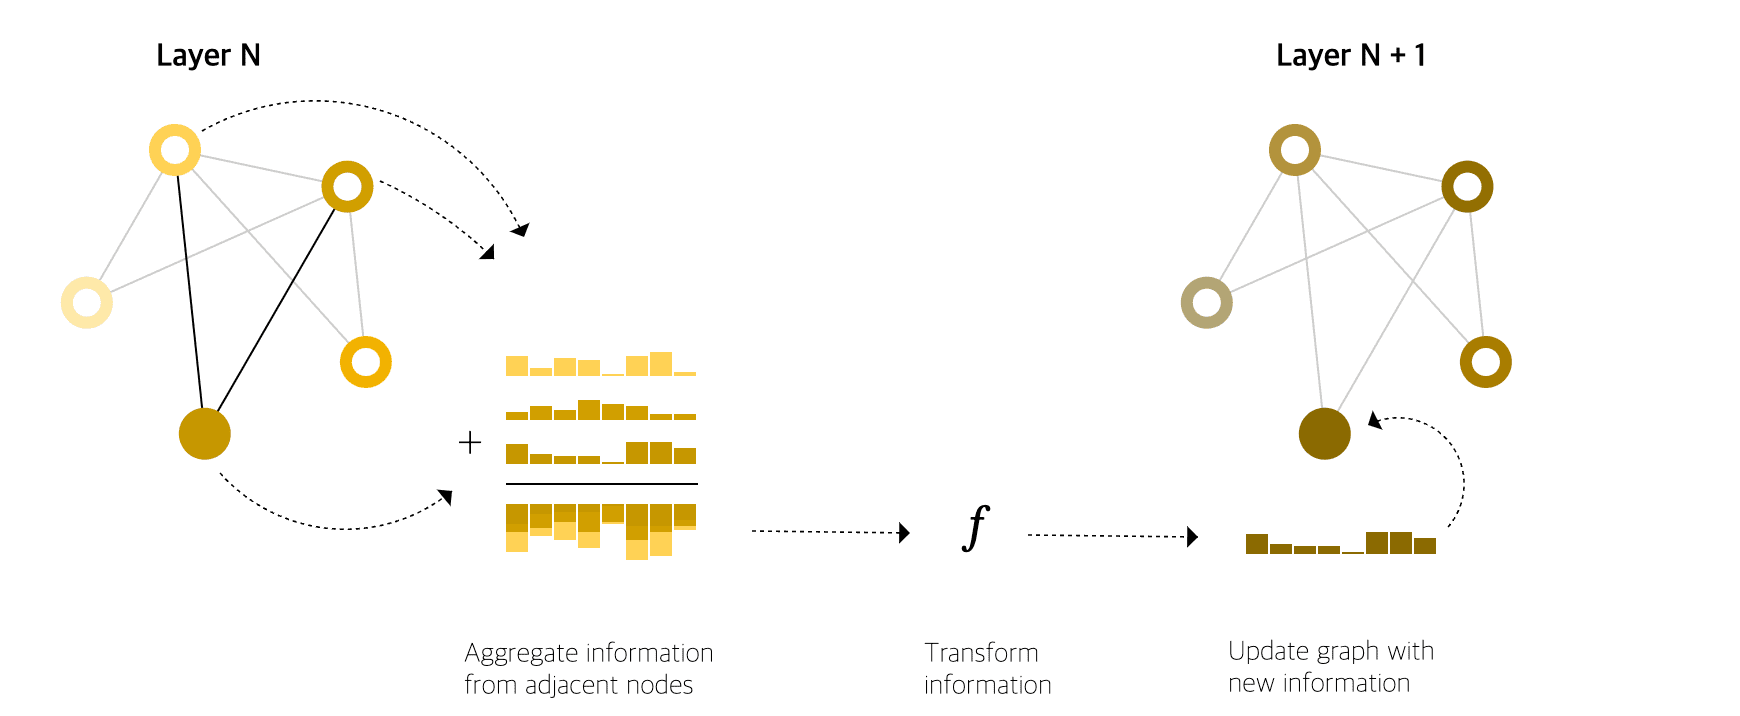 Layer N
Layer N + 1
+
f
Aggregate information
from adjacent nodes
Transform
information
Update graph with
new information